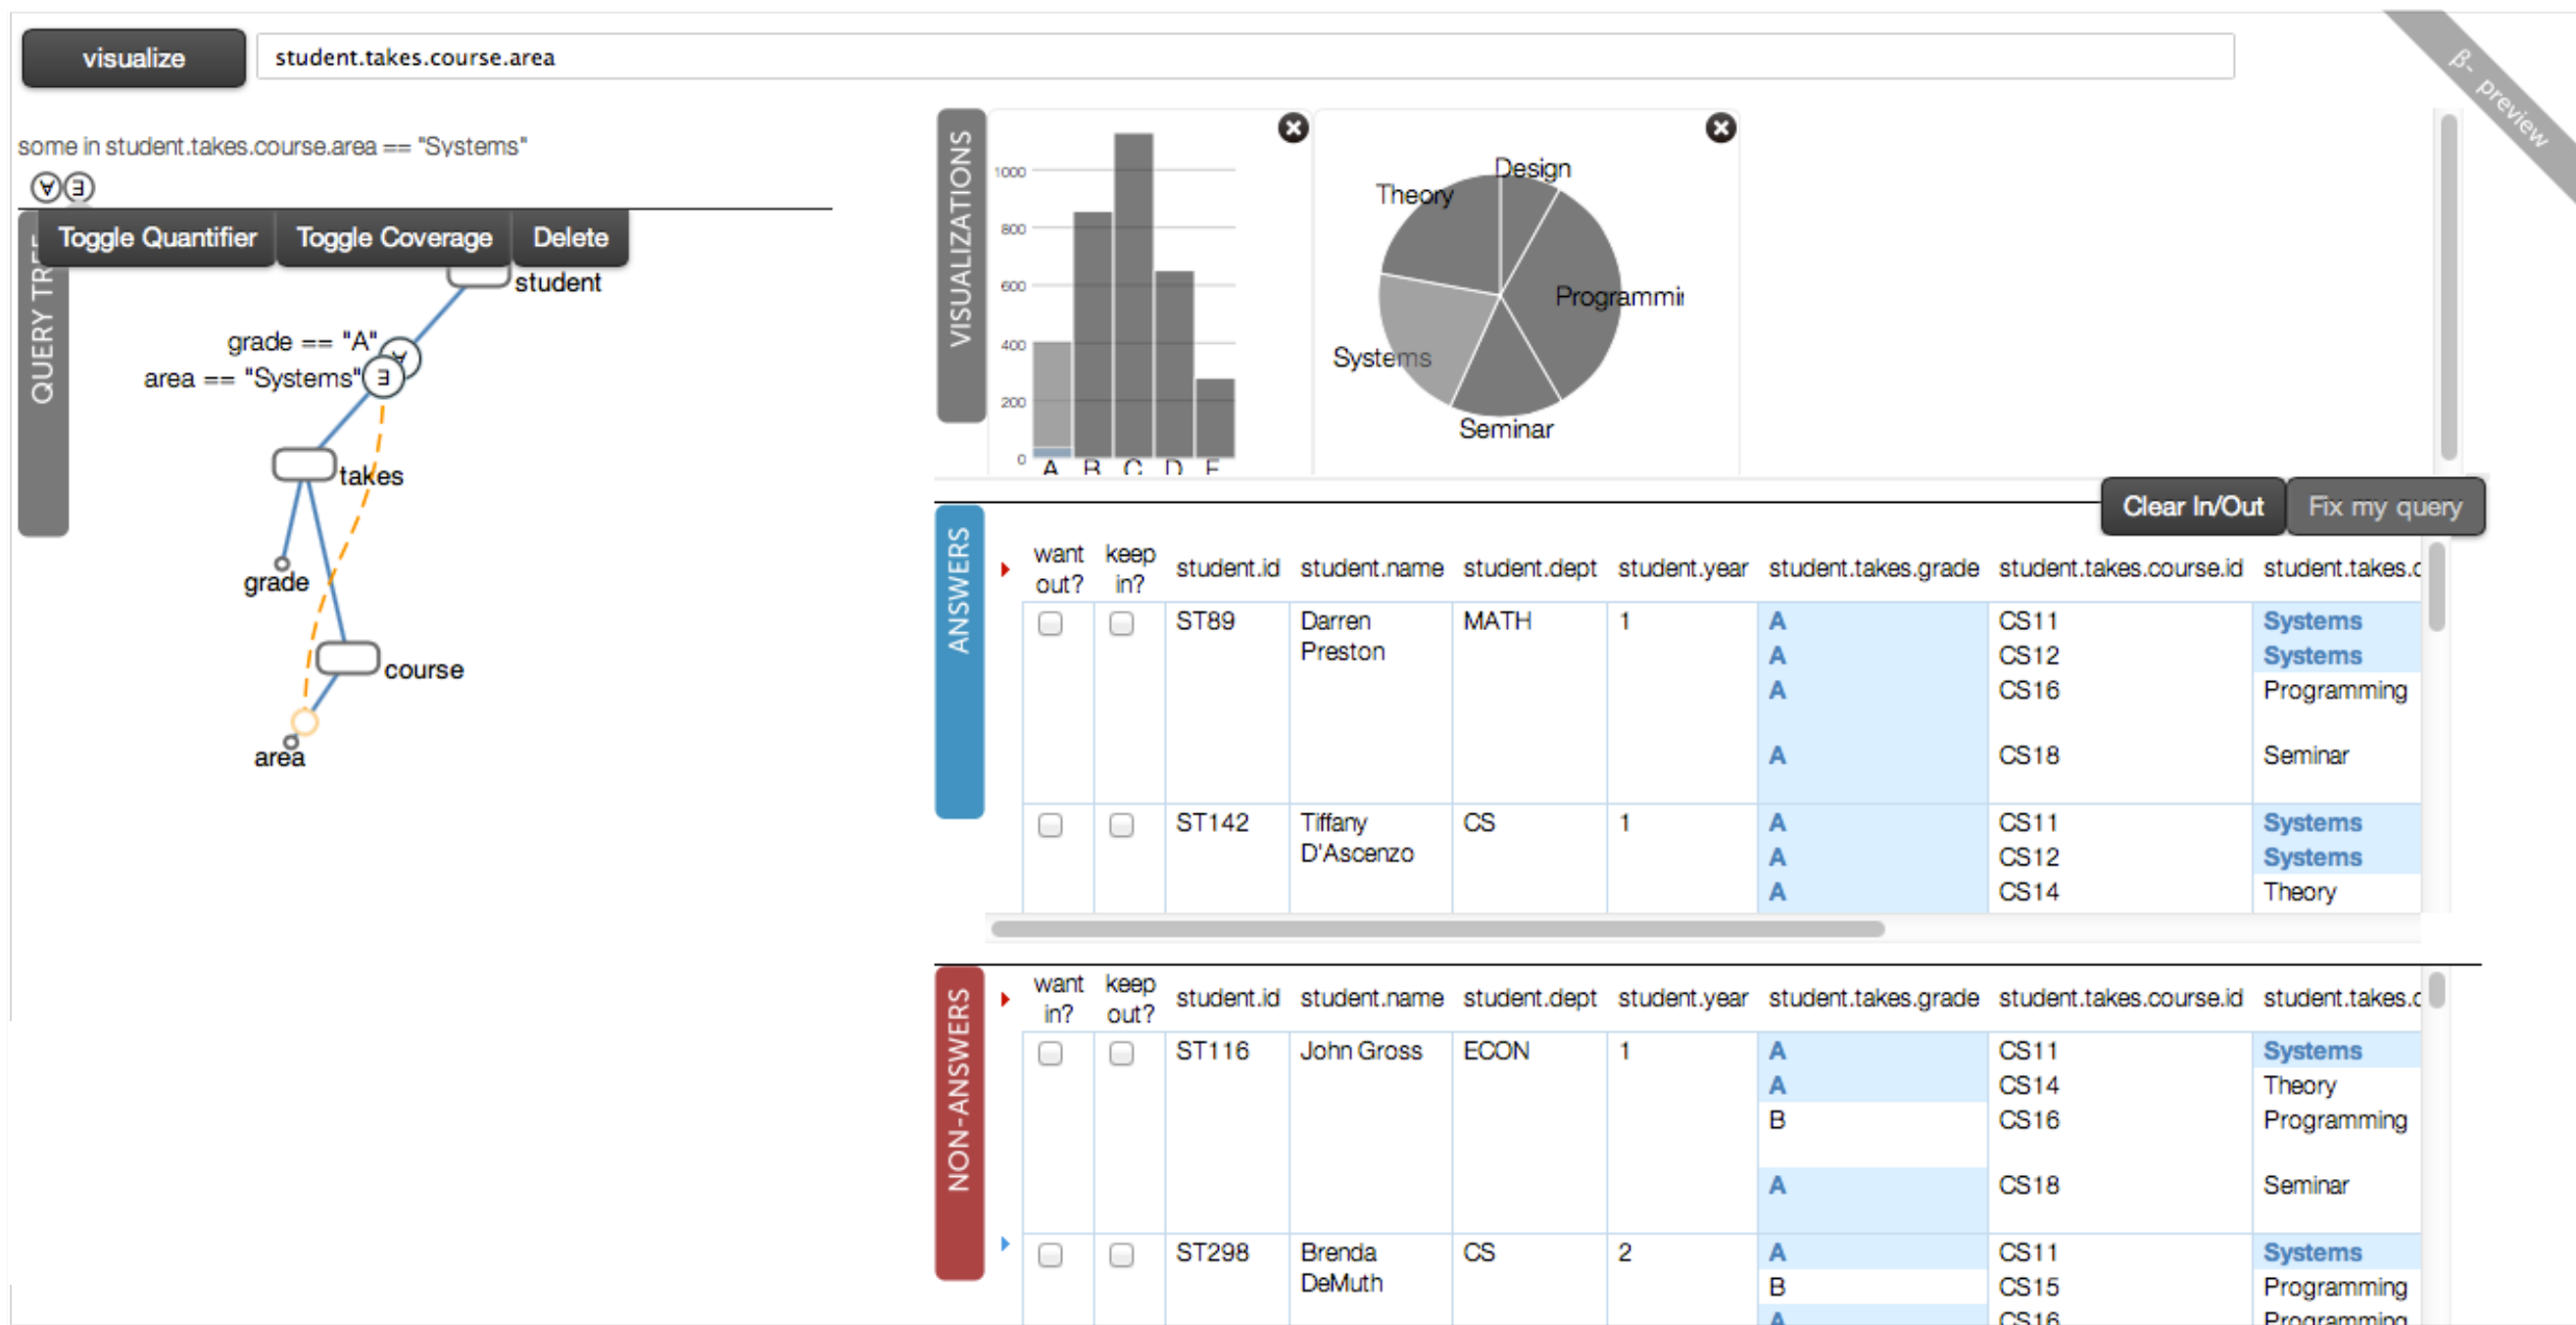 visualize
student.takes.course.area
β- preview
some in student.takes.course.area == "Systems"
∀ ∃
Toggle Quantifier Toggle Coverage Delete
QUERY TREE
student
grade == "A" ∀
area == "Systems" ∃
takes
grade
course
area
VISUALIZATIONS
1000
800
600
400
200
0
A B C D F
Design
Theory
Programmin
Systems
Seminar
Clear In/Out Fix my query
ANSWERS
want out? keep in? student.id student.name student.dept student.year student.takes.grade student.takes.course.id student.takes.c
ST89 Darren MATH 1 A CS11 Systems
Preston A CS12 Systems
A CS16 Programming
A CS18 Seminar
ST142 Tiffany CS 1 A CS11 Systems
D'Ascenzo A CS12 Systems
A CS14 Theory
NON-ANSWERS
want in? keep out? student.id student.name student.dept student.year student.takes.grade student.takes.course.id student.takes.c
ST116 John Gross ECON 1 A CS11 Systems
A CS14 Theory
B CS16 Programming
A CS18 Seminar
ST298 Brenda CS 2 A CS11 Systems
DeMuth B CS15 Programming
A CS16 Programming